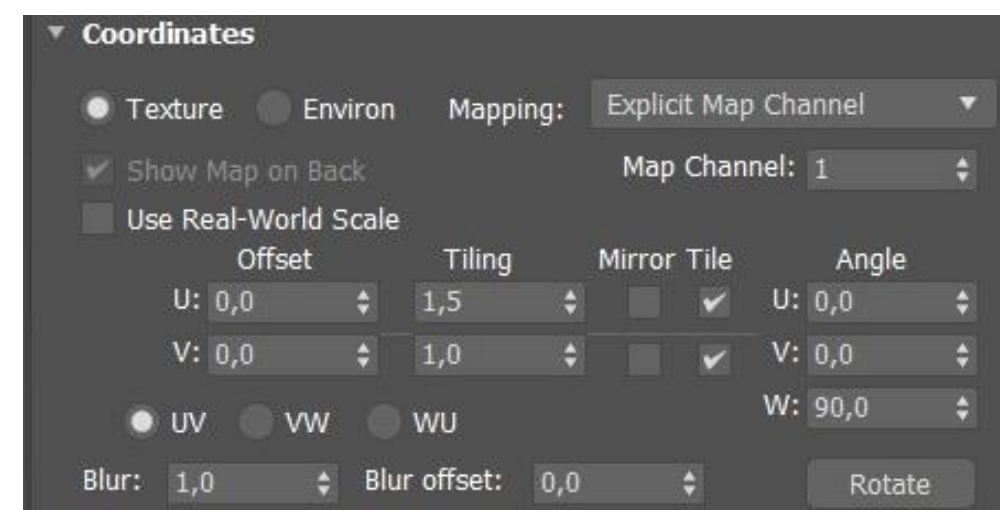 Coordinates
Texture Environ Mapping: Explicit Map Channel
Show Map on Back Map Channel: 1
Use Real-World Scale
Offset Tiling Mirror Tile Angle
U: 0,0 1,5 U: 0,0
V: 0,0 1,0 V: 0,0
W: 90,0
UV VW WU
Blur: 1,0 Blur offset: 0,0 Rotate